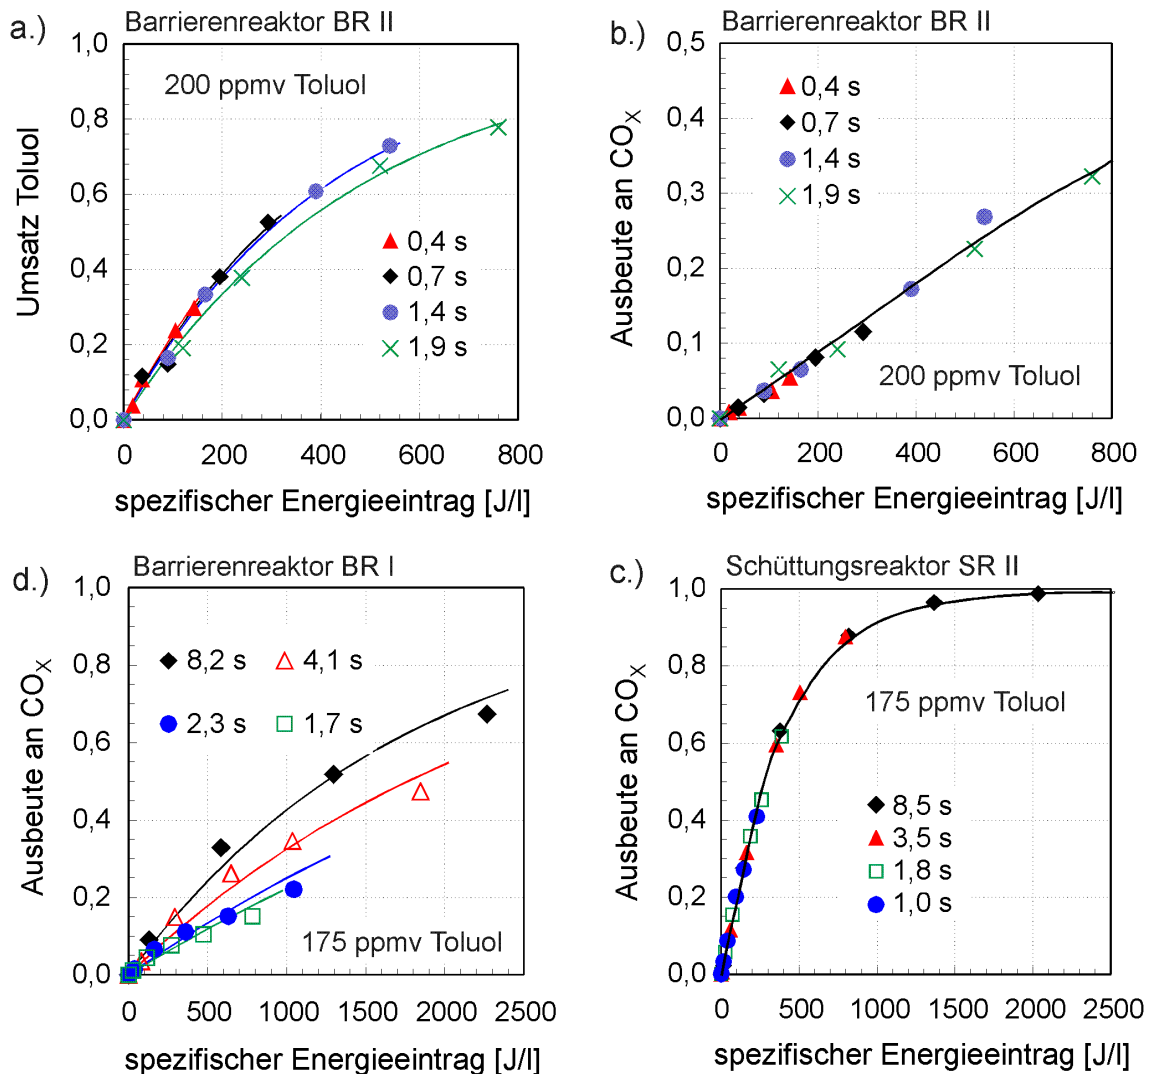 a.)
Barrierenreaktor BR II
200 ppmv Toluol
Umsatz Toluol
1,0
0,8
0,6
0,4
0,2
0,0
0,4 s
0,7 s
1,4 s
1,9 s
0 200 400 600 800
spezifischer Energieeintrag [J/l]
b.)
Barrierenreaktor BR II
Ausbeute an COX
0,5
0,4
0,3
0,2
0,1
0,0
0,4 s
0,7 s
1,4 s
1,9 s
200 ppmv Toluol
0 200 400 600 800
spezifischer Energieeintrag [J/l]
d.)
Barrierenreaktor BR I
Ausbeute an COX
1,0
0,8
0,6
0,4
0,2
0,0
8,2 s 4,1 s
2,3 s 1,7 s
175 ppmv Toluol
0 500 1000 1500 2000 2500
spezifischer Energieeintrag [J/l]
c.)
Schüttungsreaktor SR II
Ausbeute an COX
1,0
0,8
0,6
0,4
0,2
0,0
175 ppmv Toluol
8,5 s
3,5 s
1,8 s
1,0 s
0 500 1000 1500 2000 2500
spezifischer Energieeintrag [J/l]